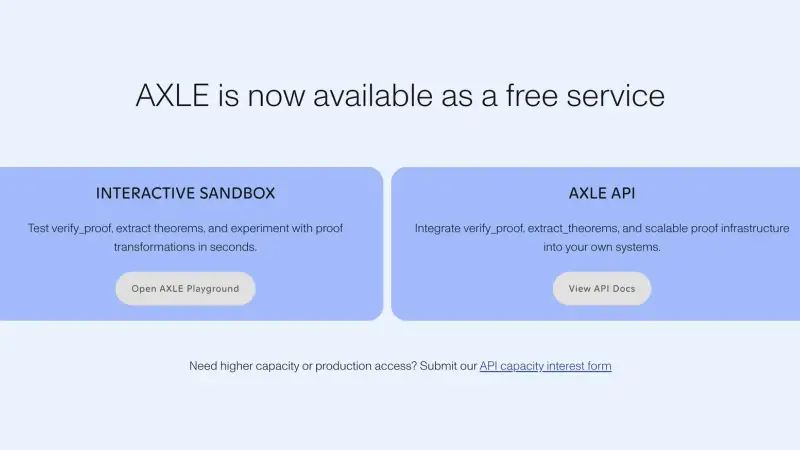 AXLE is now available as a free service
INTERACTIVE SANDBOX
Test verify_proof, extract theorems, and experiment with proof
transformations in seconds.
Open AXLE Playground
AXLE API
Integrate verify_proof, extract_theorems, and scalable proof infrastructure
into your own systems.
View API Docs
Need higher capacity or production access? Submit our API capacity interest form